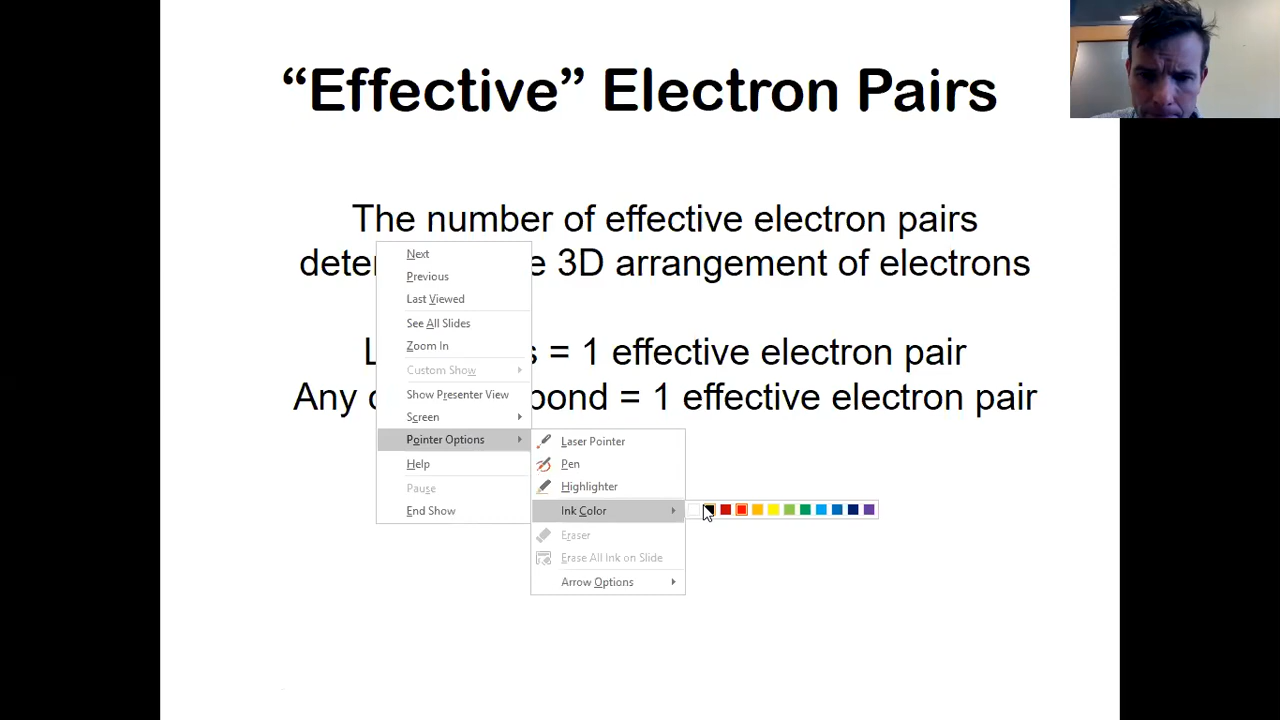 “Effective” Electron Pairs
The number of effective electron pairs
deter e 3D arrangement of electrons
L s = 1 effective electron pair
Any bond = 1 effective electron pair
Next
Previous
Last Viewed
See All Slides
Zoom In
Custom Show
Show Presenter View
Screen
Pointer Options
Help
Pause
End Show
Laser Pointer
Pen
Highlighter
Ink Color
Eraser
Erase All Ink on Slide
Arrow Options